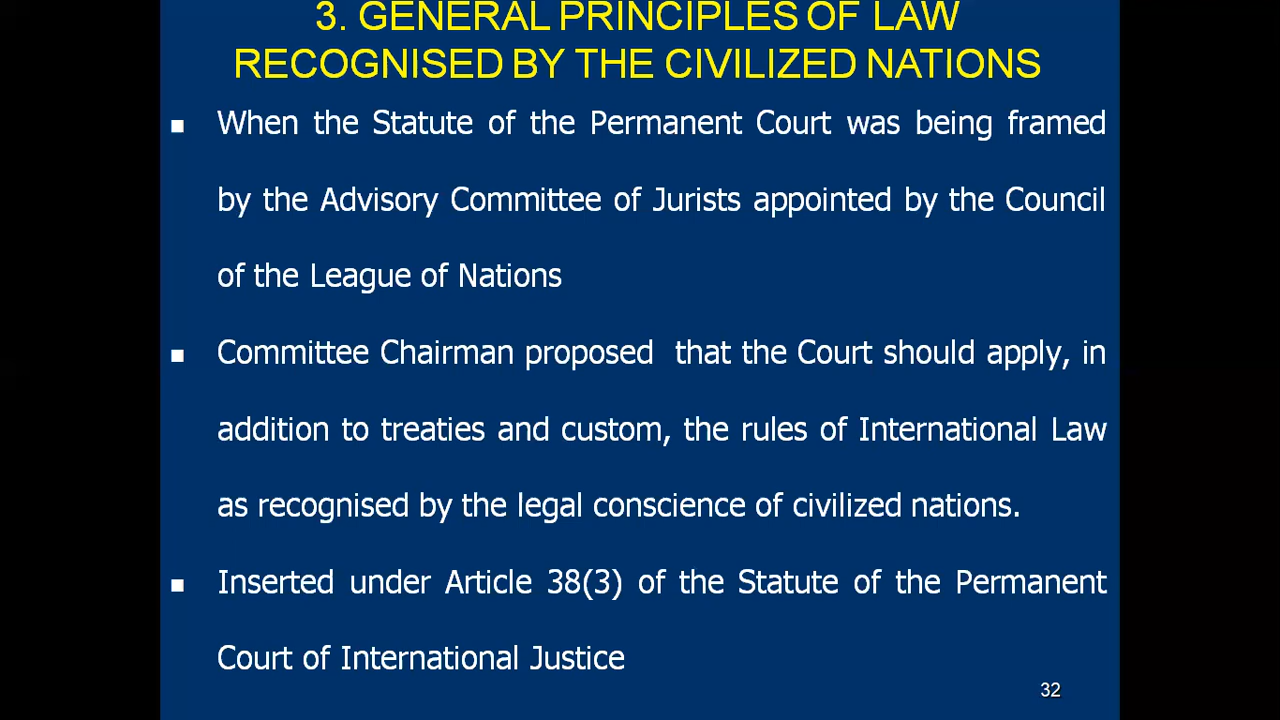 3. GENERAL PRINCIPLES OF LAW
RECOGNISED BY THE CIVILIZED NATIONS
▪ When the Statute of the Permanent Court was being framed
by the Advisory Committee of Jurists appointed by the Council
of the League of Nations
▪ Committee Chairman proposed that the Court should apply, in
addition to treaties and custom, the rules of International Law
as recognised by the legal conscience of civilized nations.
▪ Inserted under Article 38(3) of the Statute of the Permanent
Court of International Justice
32